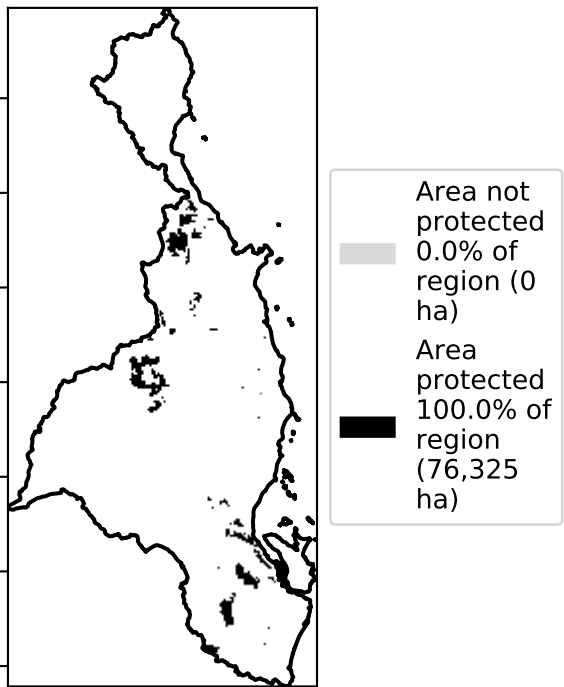 Area not
protected
0.0% of
region (0
ha)
Area
protected
100.0% of
region
(76,325
ha)